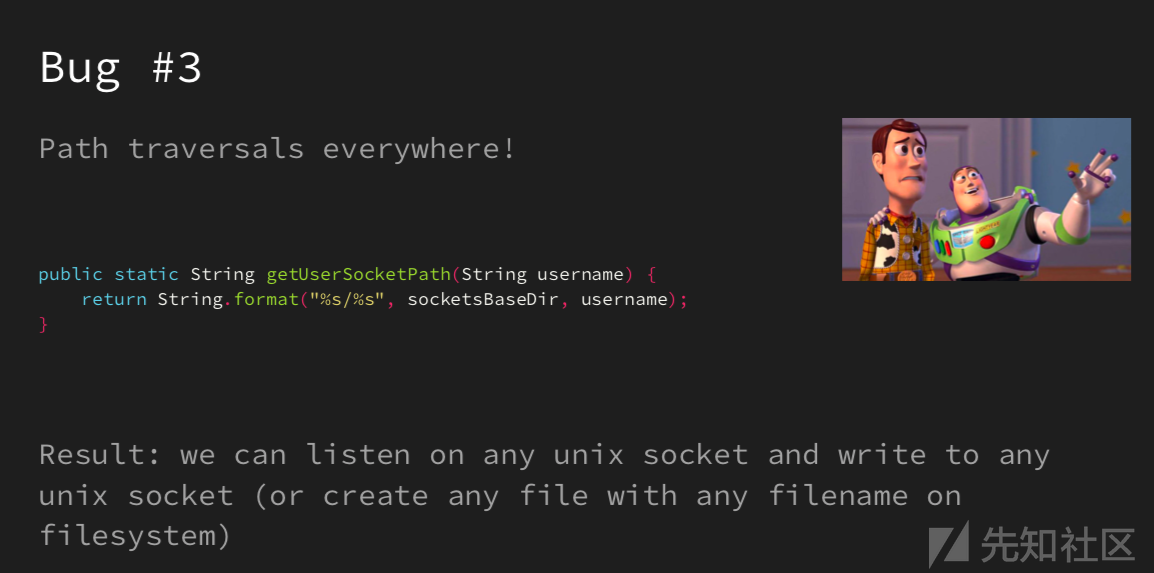 Bug #3
Path traversals everywhere!
public static String getUserSocketPath(String username) {
    return String.format("%s/%s", socketsBaseDir, username);
}
Result: we can listen on any unix socket and write to any
unix socket (or create any file with any filename on
filesystem)
先知社区